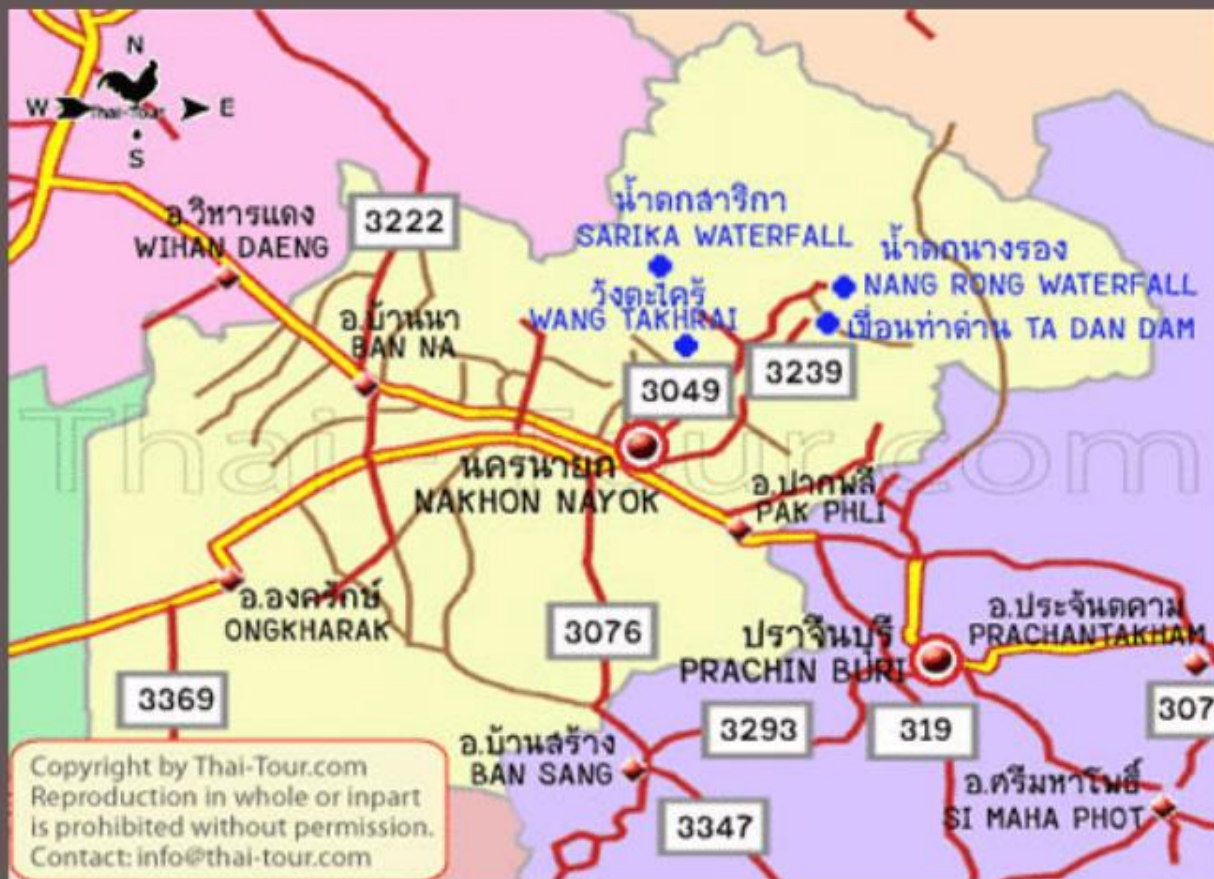 N
W Thai-Tour E
S
อ.วิหารแดง
WIHAN DAENG
3222
น้ำตกสาริกา
SARIKA WATERFALL
น้ำตกนางรอง
NANG RONG WATERFALL
วังตะไคร้
WANG TAKHRAI
เขื่อนท่าด่าน TA DAN DAM
อ.บ้านนา
BAN NA
3049
3239
Thai-Tour.com
นครนายก
NAKHON NAYOK
อ.ปากพลี
PAK PHLI
อ.องครักษ์
ONGKHARAK
3076
ปราจีนบุรี
PRACHIN BURI
อ.ประจันตคาม
PRACHANTAKHAM
3369
3293
319
307
อ.บ้านสร้าง
BAN SANG
3347
อ.ศรีมหาโพธิ์
SI MAHA PHOT
Copyright by Thai-Tour.com
Reproduction in whole or inpart
is prohibited without permission.
Contact: info@thai-tour.com